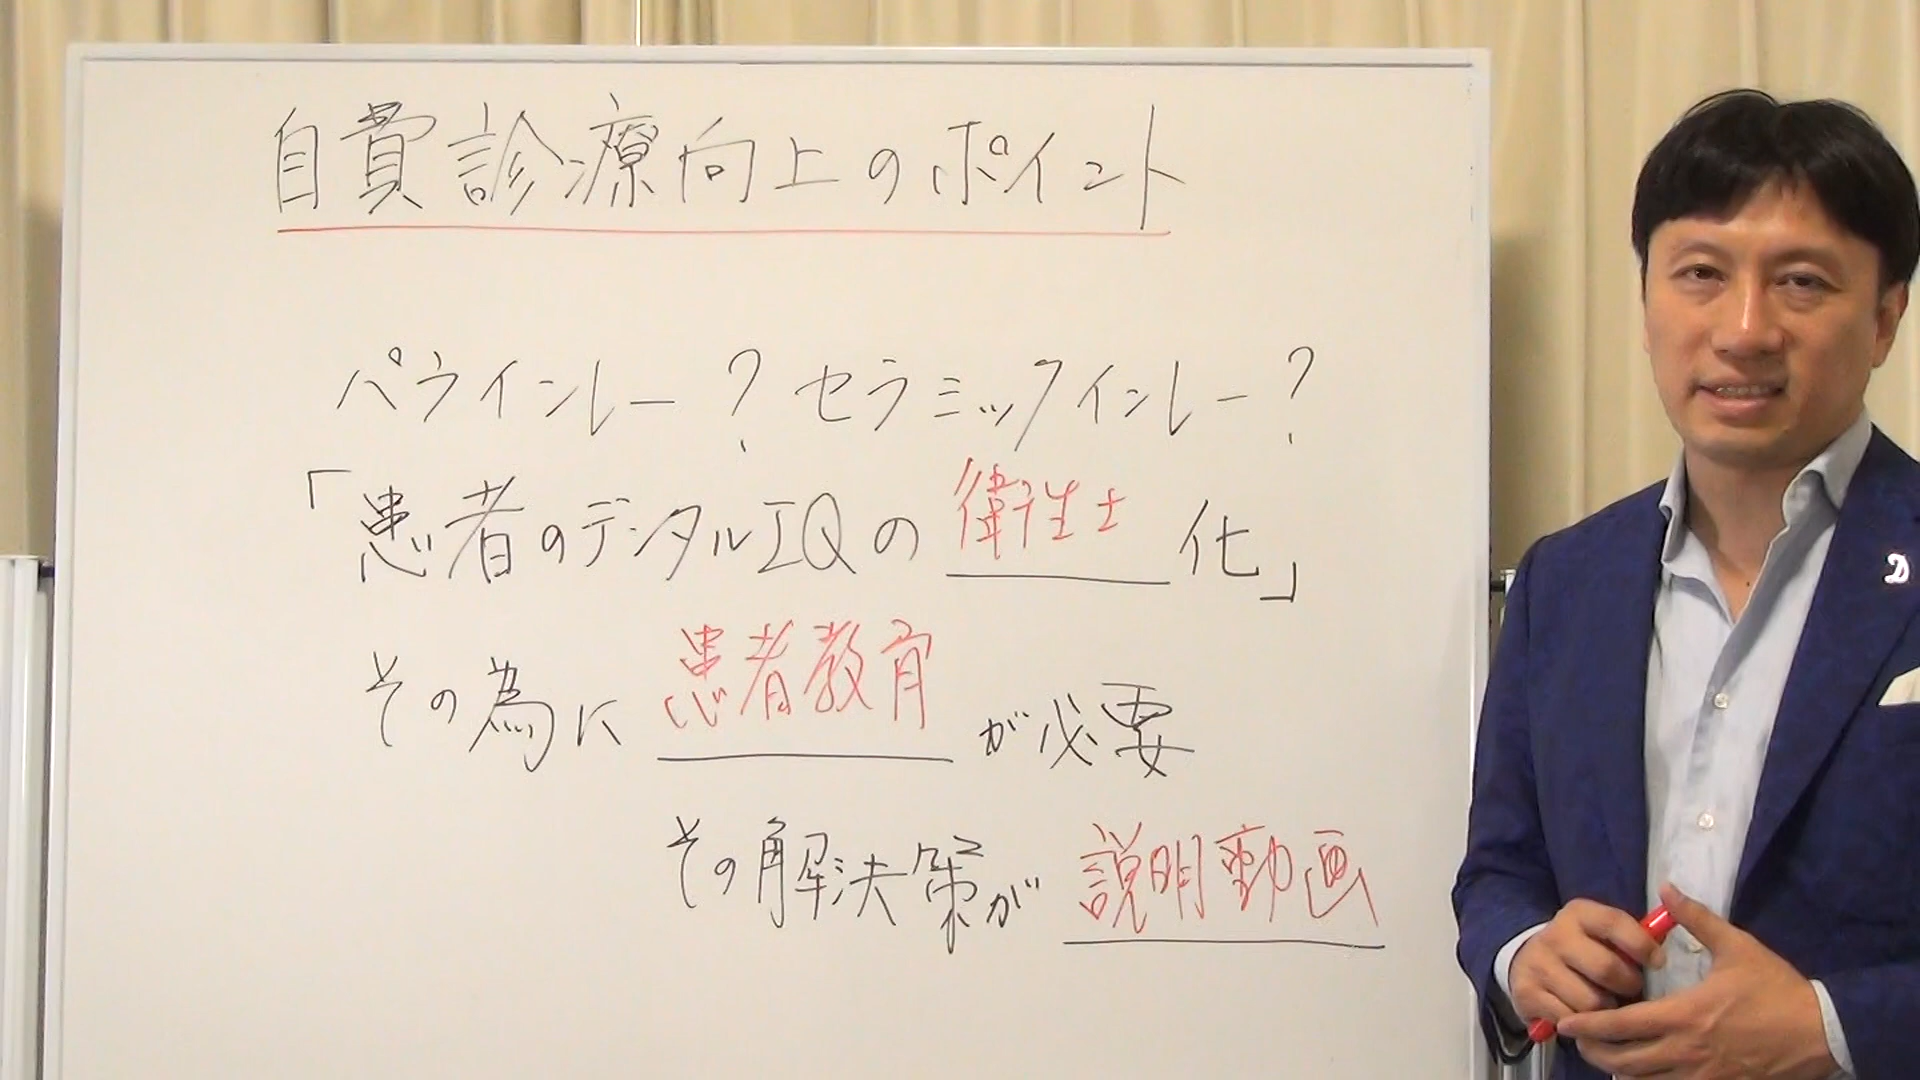 自費診療向上のポイント
パラインレー？セラミックインレー？
「患者のデンタルIQの衛生士化」
その為に患者教育が必要
その解決策が説明動画
D